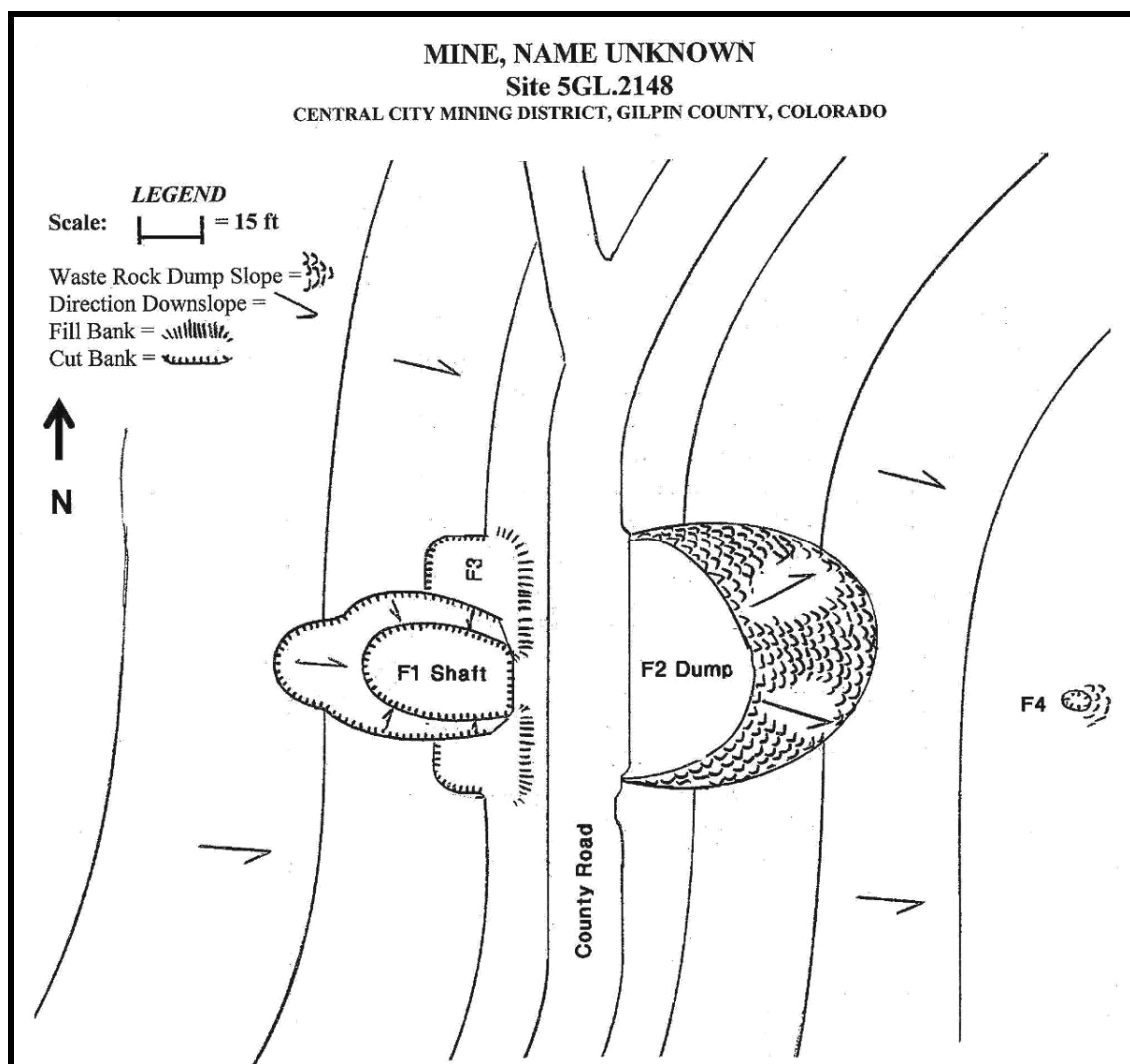 MINE, NAME UNKNOWN
Site 5GL.2148
CENTRAL CITY MINING DISTRICT, GILPIN COUNTY, COLORADO
LEGEND
Scale: = 15 ft
Waste Rock Dump Slope =
Direction Downslope =
Fill Bank =
Cut Bank =
N
F3
F1 Shaft
F2 Dump
F4
County Road